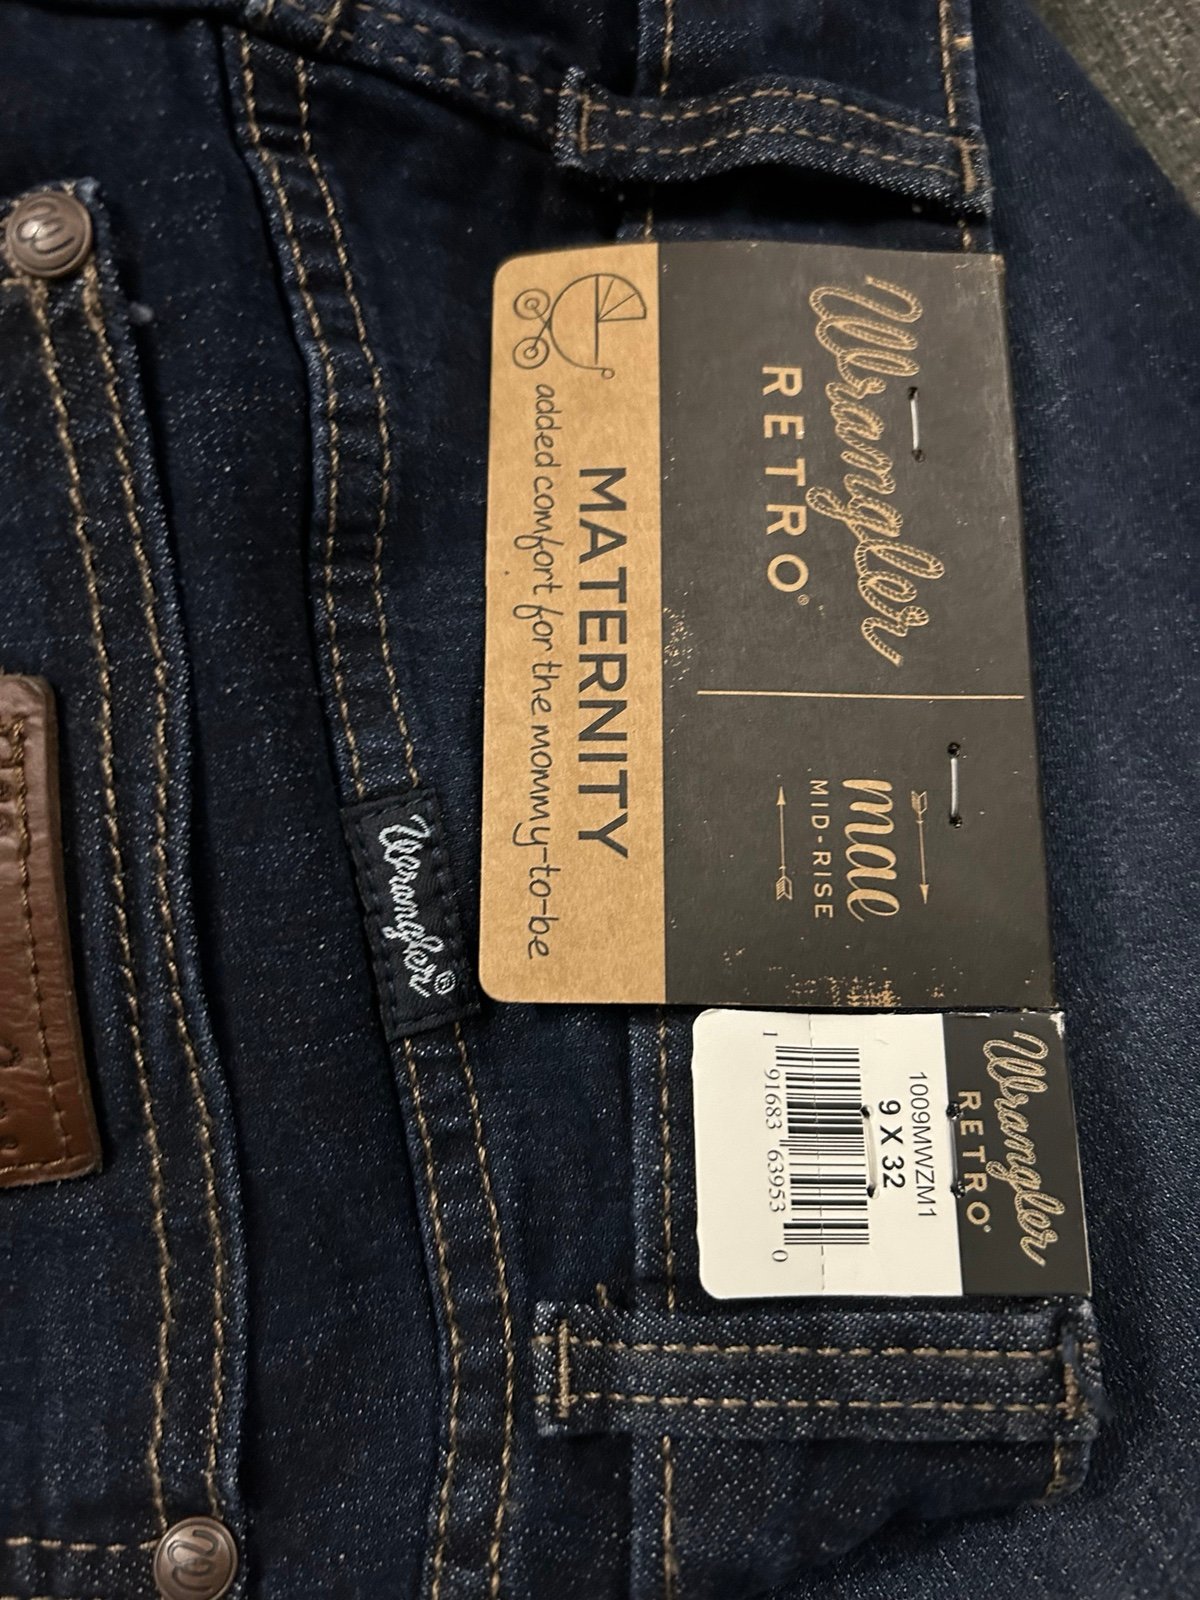 Wrangler
RETRO®
mae
MID-RISE
MATERNITY
added comfort for the mommy-to-be
Wrangler
RETRO®
1009MWZM1
9 X 32
1 91683 63953 0
Wrangler®
W
W